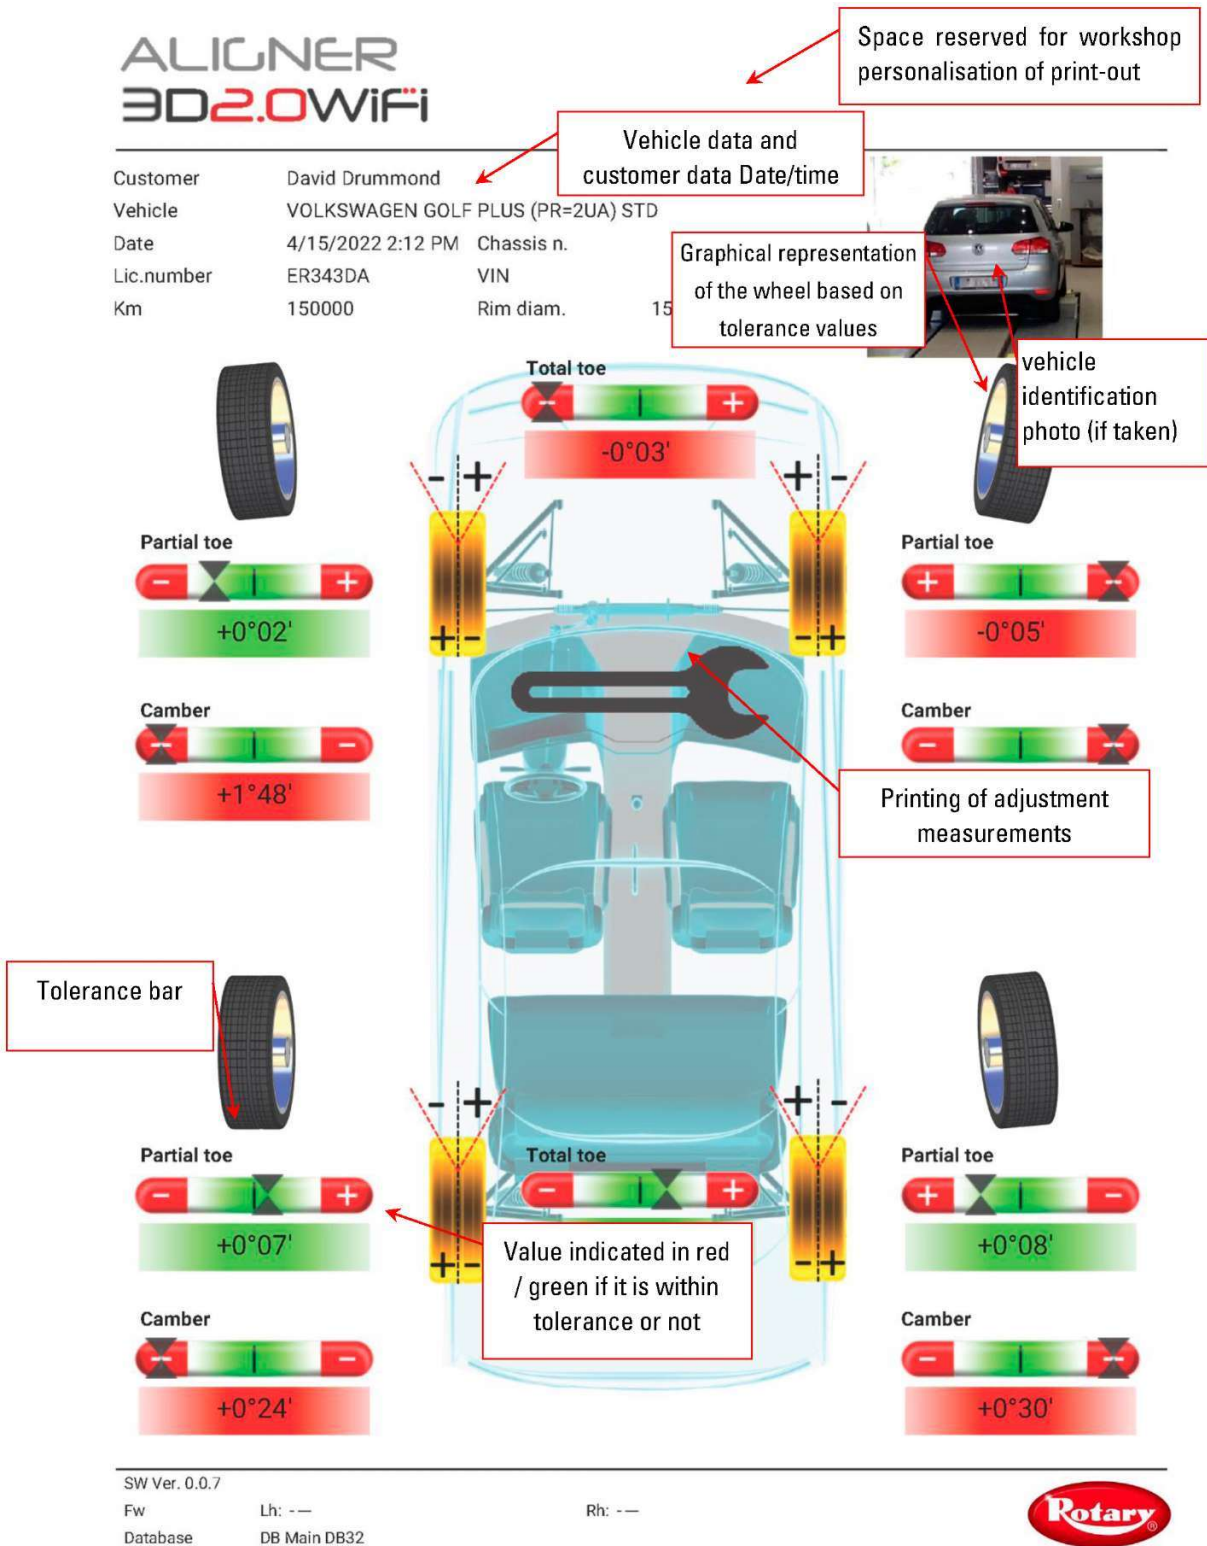 ALIGNER
3D2.0WiFi
Space reserved for workshop
personalisation of print-out
Vehicle data and
customer data Date/time
Customer David Drummond
Vehicle VOLKSWAGEN GOLF PLUS (PR=2UA) STD
Date 4/15/2022 2:12 PM Chassis n.
Lic.number ER343DA VIN
Km 150000 Rim diam. 15
Graphical representation
of the wheel based on
tolerance values
vehicle
identification
photo (if taken)
Total toe
- +
-0°03'
- + + -
Partial toe
- +
+0°02'
Partial toe
+ -
-0°05'
+ - - +
Camber
- -
+1°48'
Camber
- -
Printing of adjustment
measurements
Tolerance bar
- + + -
Partial toe
- +
+0°07'
Total toe
- +
Partial toe
+ -
+0°08'
+ - - +
Value indicated in red
/ green if it is within
tolerance or not
Camber
- -
+0°24'
Camber
- -
+0°30'
SW Ver. 0.0.7
Fw Lh: -— Rh: -—
Database DB Main DB32
Rotary®